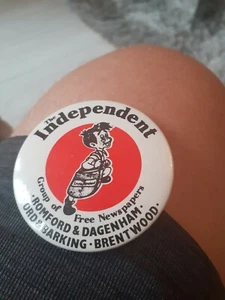 The
Independent
Group of Free Newspapers
· ROMFORD & DAGENHAM ·
ORD & BARKING · BRENTWOOD ·